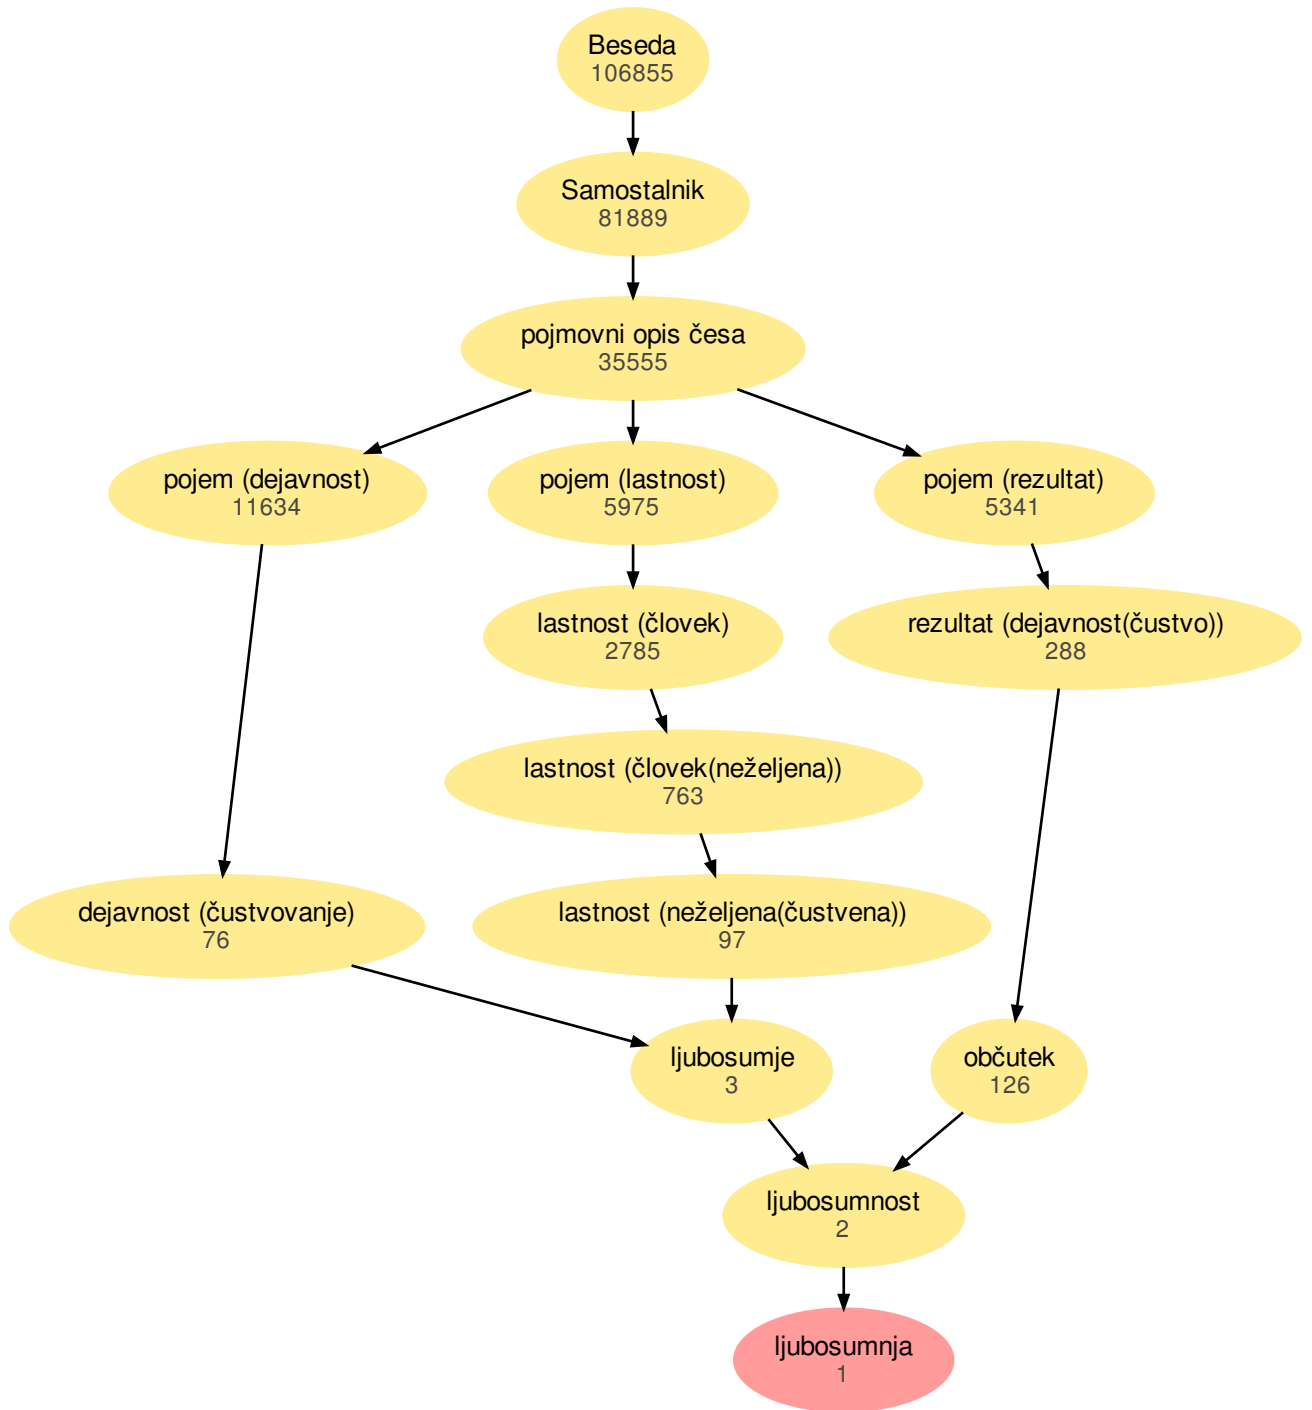 Beseda
106855
Samostalnik
81889
pojmovni opis česa
35555
pojem (dejavnost)
11634
pojem (lastnost)
5975
pojem (rezultat)
5341
lastnost (človek)
2785
rezultat (dejavnost(čustvo))
288
lastnost (človek(neželjena))
763
dejavnost (čustvovanje)
76
lastnost (neželjena(čustvena))
97
ljubosumje
3
občutek
126
ljubosumnost
2
ljubosumnja
1